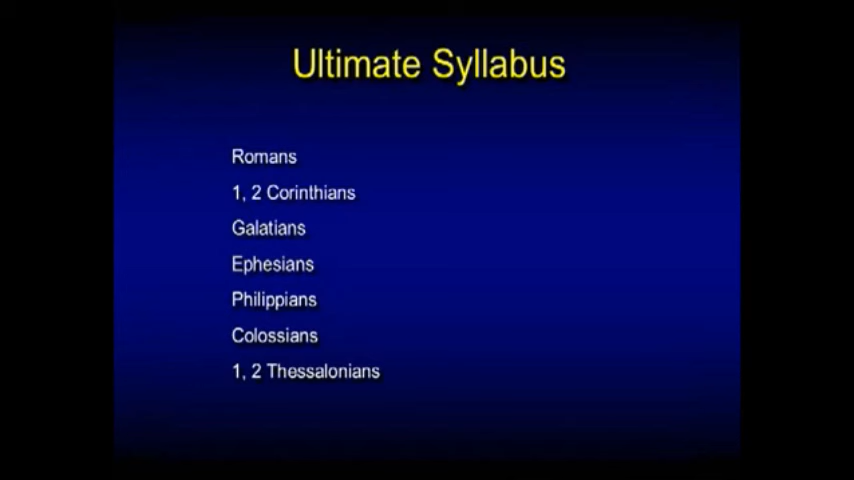 Ultimate Syllabus
Romans
1, 2 Corinthians
Galatians
Ephesians
Philippians
Colossians
1, 2 Thessalonians